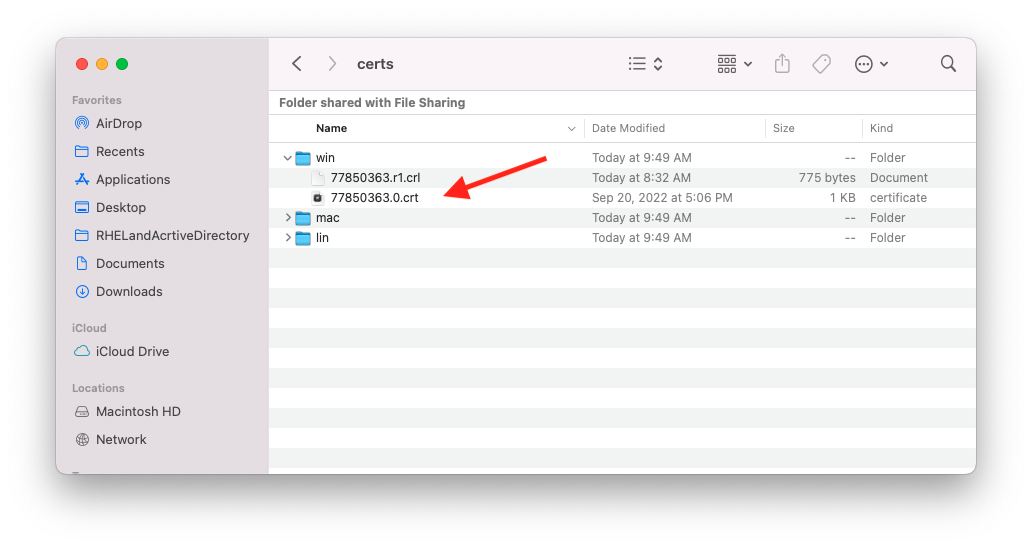 certs
Favorites
AirDrop
Recents
Applications
Desktop
RHELandAcrtiveDirectory
Documents
Downloads
iCloud
iCloud Drive
Locations
Macintosh HD
Network
Folder shared with File Sharing
Name Date Modified Size Kind
win Today at 9:49 AM -- Folder
77850363.r1.crl Today at 8:32 AM 775 bytes Document
77850363.0.crt Sep 20, 2022 at 5:06 PM 1 KB certificate
mac Today at 9:49 AM -- Folder
lin Today at 9:49 AM -- Folder